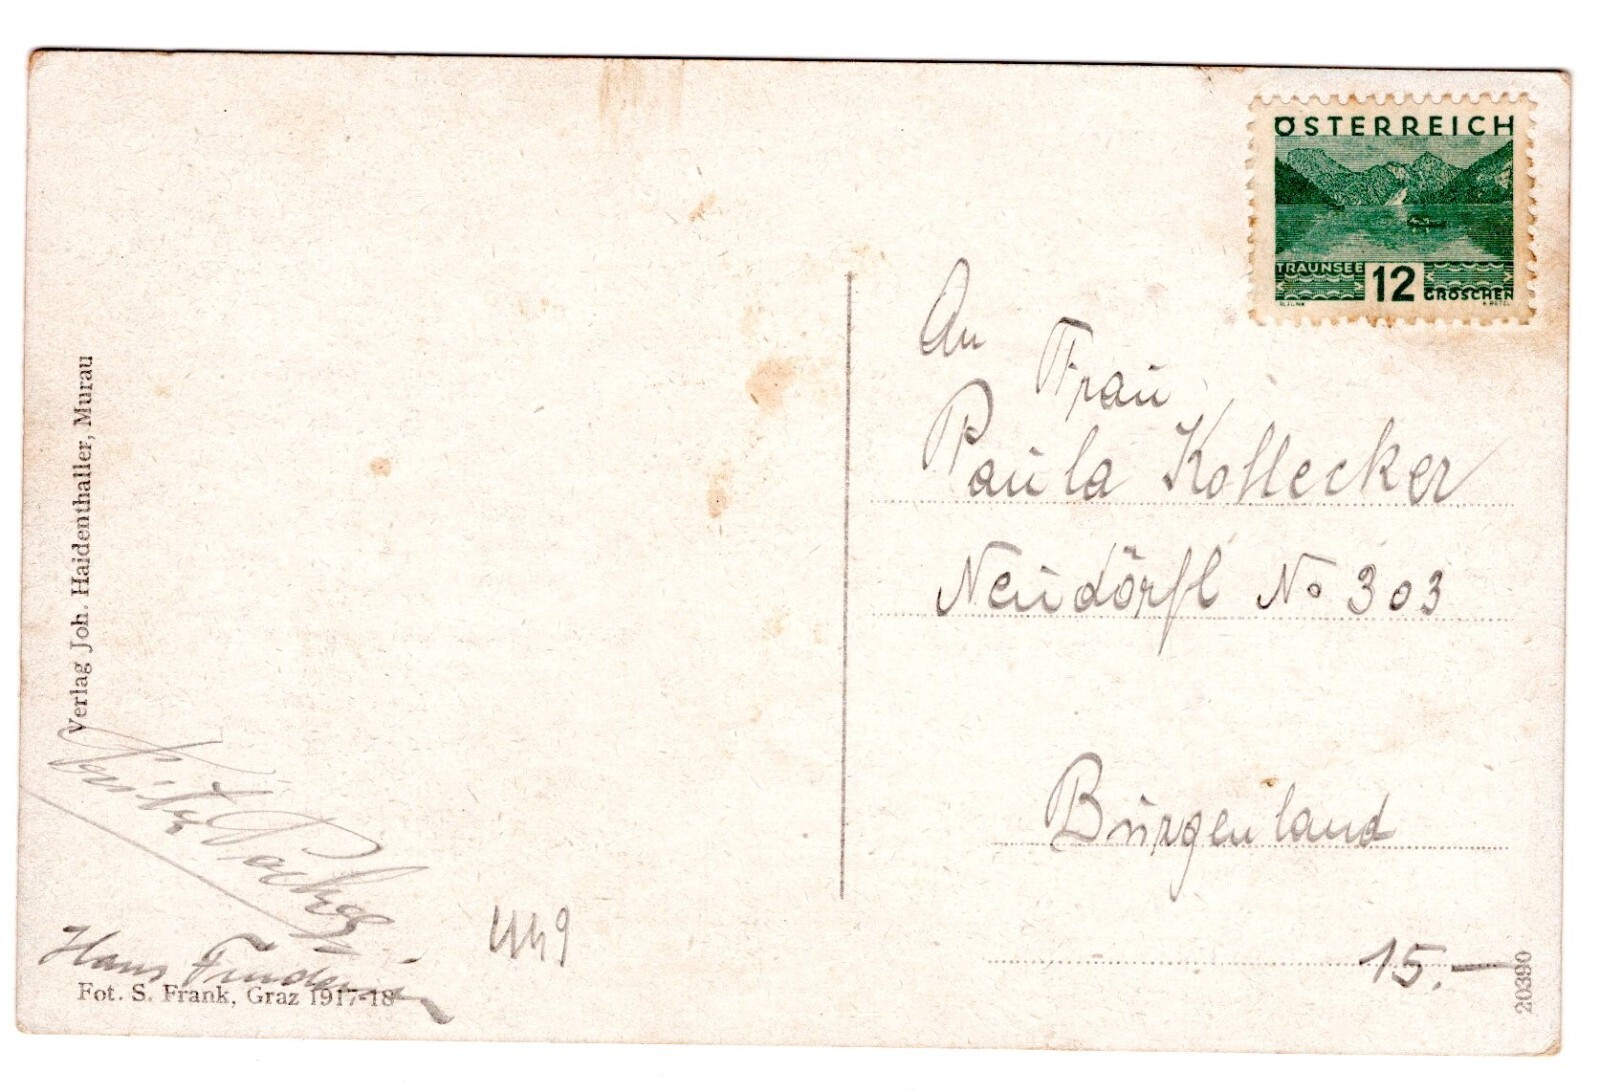 ÖSTERREICH
TRAUNSEE 12 GROSCHEN
An
Frau
Paula Kollecker
Neudörfl No 303
Burgenland
15.—
20390
Verlag Joh. Haidenthaller, Murau
Fritz
Hans
Fot. S. Frank, Graz 1917-18